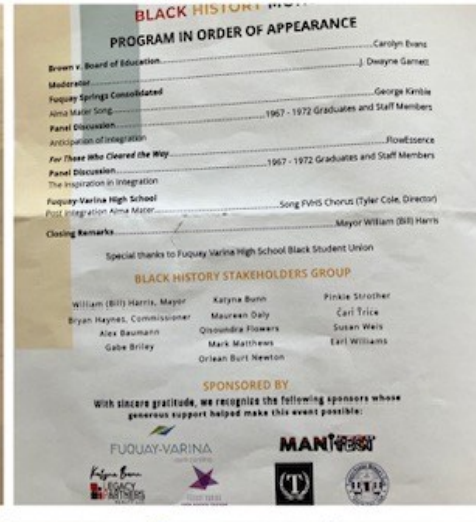 BLACK HISTORY
PROGRAM IN ORDER OF APPEARANCE
Brown v. Board of Education Carolyn Evans
Moderator J. Dwayne Garnett
Fuquay Springs Consolidated
Alma Mater Song George Kimble
Panel Discussion 1967 - 1972 Graduates and Staff Members
Anticipation of Integration
For Those Who Cleared the Way FlowEssence
Panel Discussion 1967 - 1972 Graduates and Staff Members
The Inspiration in Integration
Fuquay-Varina High School
Post Integration Alma Mater Song FVHS Chorus (Tyler Cole, Director)
Closing Remarks Mayor William (Bill) Harris
Special thanks to Fuquay Varina High School Black Student Union
BLACK HISTORY STAKEHOLDERS GROUP
William (Bill) Harris, Mayor Katyna Bunn Pinkie Strother
Bryan Haynes, Commissioner Maureen Daly Carl Trice
Alex Baumann Qisoundra Flowers Susan Weis
Gabe Briley Mark Matthews Earl Williams
Orlean Burt Newton
SPONSORED BY
With sincere gratitude, we recognize the following sponsors whose
generous support helped make this event possible:
FUQUAY-VARINA MANIFEST
Katyna Bunn
LEGACY
PARTNERS
T